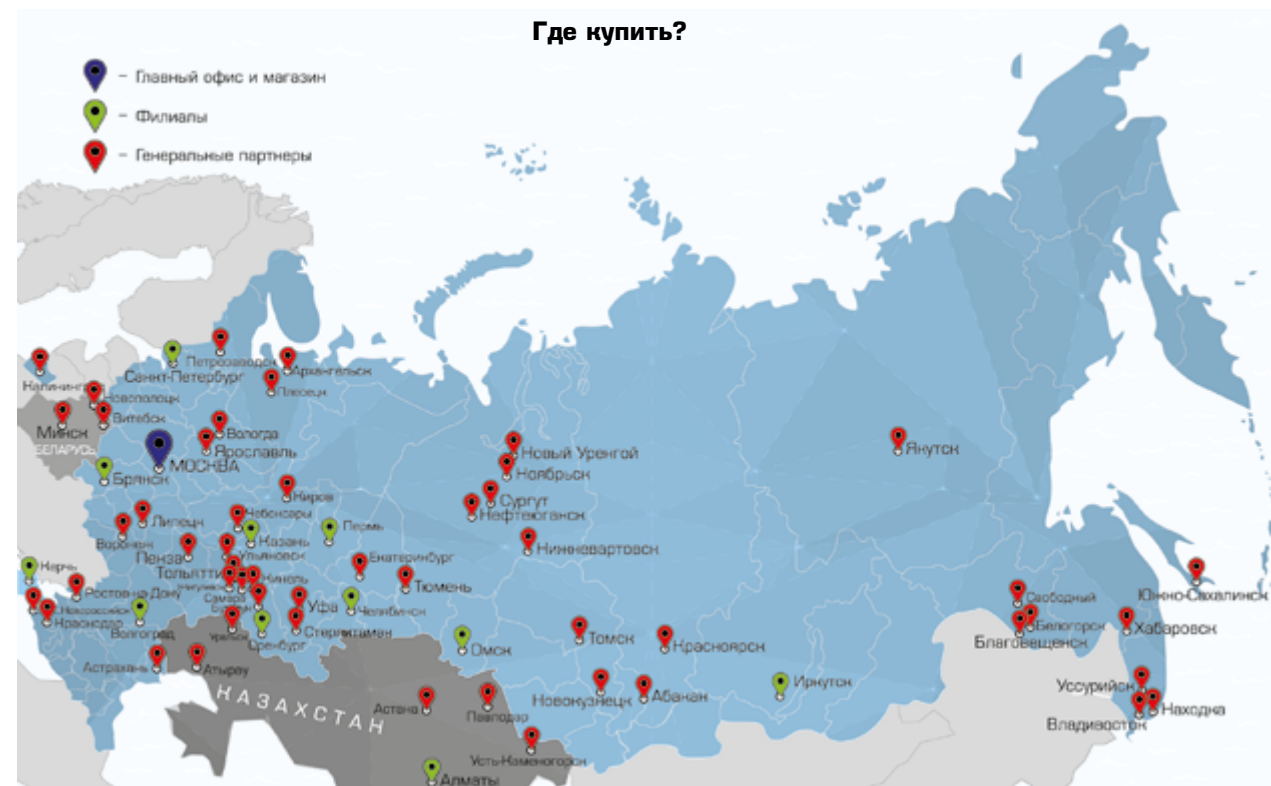 Где купить?
– Главный офис и магазин
– Филиалы
– Генеральные партнеры
Петрозаводск
Санкт-Петербург
Архангельск
Калининград
Плесецк
Новополоцк
Витебск
Минск
Вологда
БЕЛАРУСЬ
Ярославль
МОСКВА
Брянск
Новый Уренгой
Якутск
Ноябрьск
Киров
Сургут
Нефтеюганск
Чебоксары
Липецк
Пермь
Воронеж
Казань
Нижневартовск
Пенза
Ульяновск
Екатеринбург
Керчь
Тольятти
Кинель
Тюмень
Ростов-на-Дону
Самара
Свободный
Южно-Сахалинск
Новороссийск
Уфа
Челябинск
Краснодар
Волгоград
Стерлитамак
Белогорск
Хабаровск
Уральск
Оренбург
Томск
Благовещенск
Омск
Красноярск
Астрахань
Атырау
Иркутск
Уссурийск
КАЗАХСТАН
Новокузнецк
Абакан
Астана
Павлодар
Находка
Владивосток
Усть-Каменогорск
Алматы